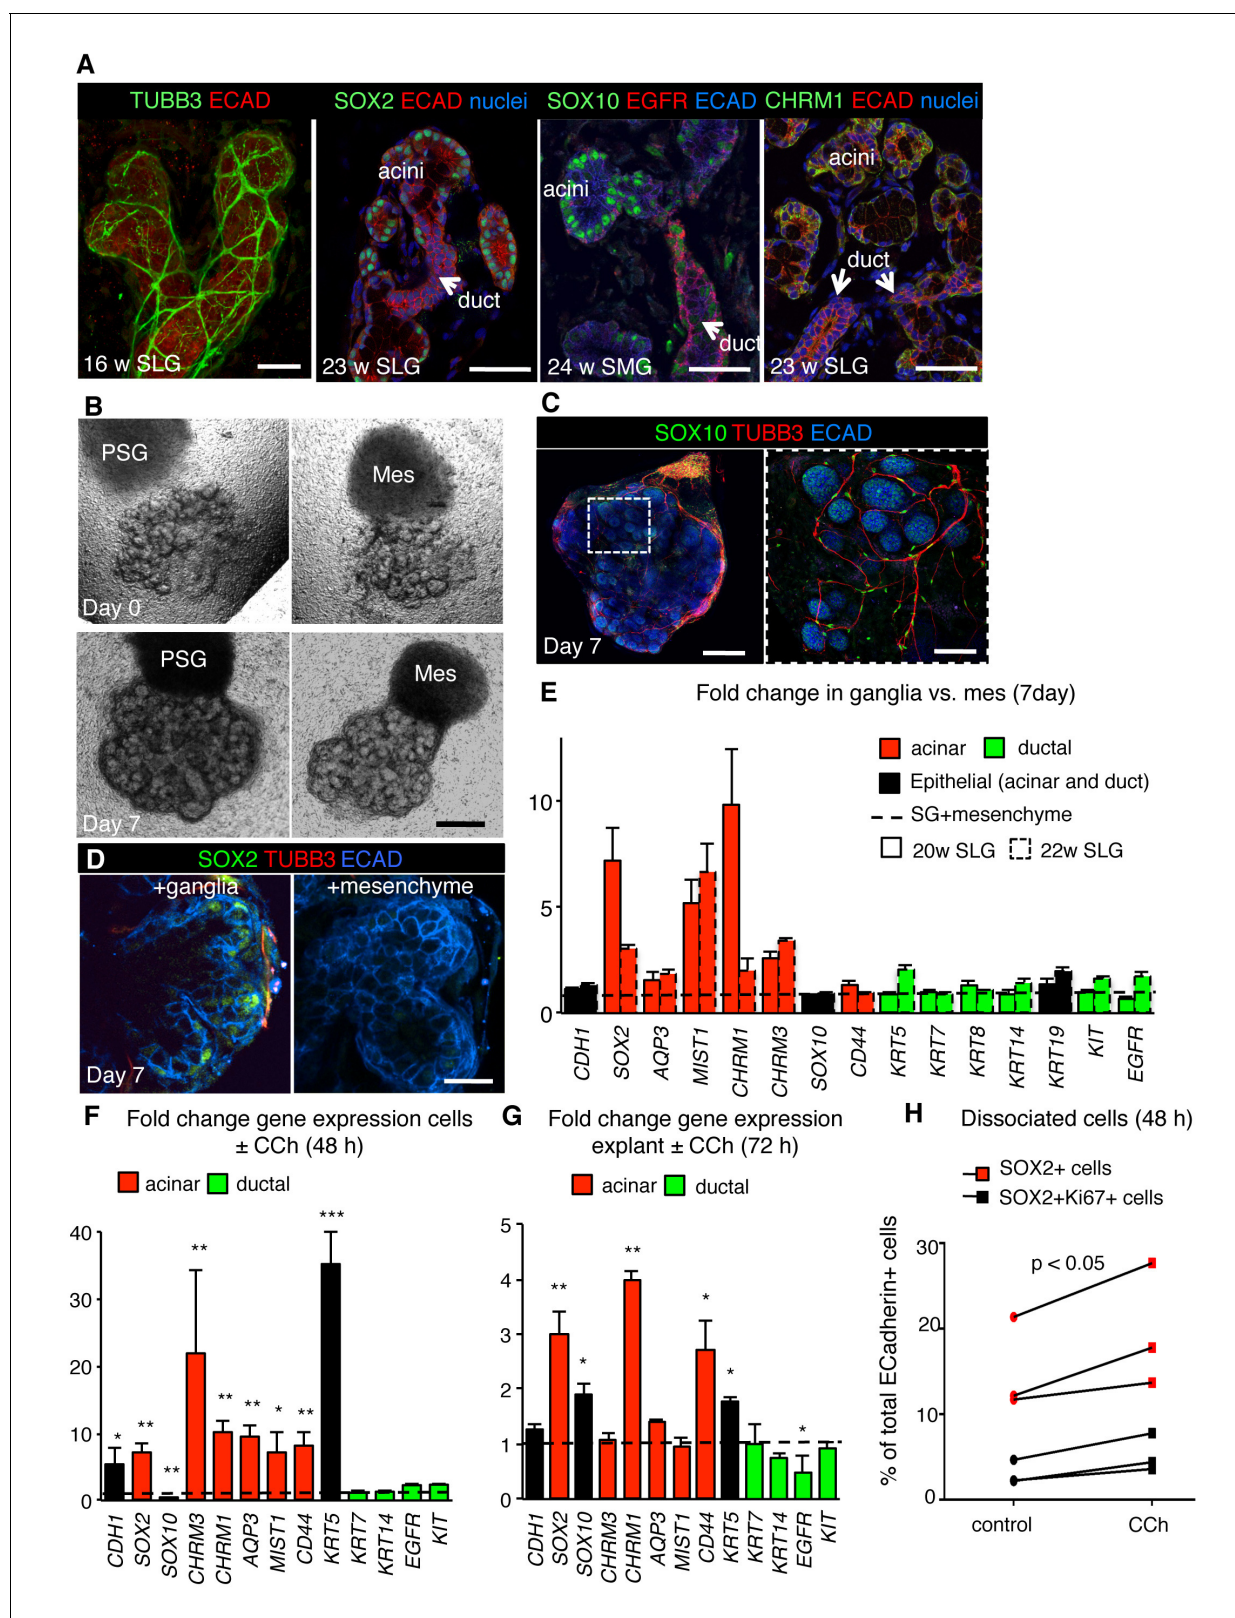 A
TUBB3 ECAD
SOX2 ECAD nuclei
SOX10 EGFR ECAD
CHRM1 ECAD nuclei
acini
acini
acini
duct
duct
duct
16 w SLG
23 w SLG
24 w SMG
23 w SLG
B
PSG
Mes
Day 0
PSG
Mes
Day 7
C
SOX10 TUBB3 ECAD
Day 7
D
SOX2 TUBB3 ECAD
+ganglia
+mesenchyme
Day 7
E
Fold change in ganglia vs. mes (7day)
acinar
ductal
Epithelial (acinar and duct)
SG+mesenchyme
20w SLG
22w SLG
10
5
0
CDH1
SOX2
AQP3
MIST1
CHRM1
CHRM3
SOX10
CD44
KRT5
KRT7
KRT8
KRT14
KRT19
KIT
EGFR
F
Fold change gene expression cells
± CCh (48 h)
acinar
ductal
40
30
20
10
0
*
**
**
**
**
**
*
**
***
CDH1
SOX2
SOX10
CHRM3
CHRM1
AQP3
MIST1
CD44
KRT5
KRT7
KRT14
EGFR
KIT
G
Fold change gene expression
explant ± CCh (72 h)
acinar
ductal
5
4
3
2
1
0
**
*
**
*
*
*
CDH1
SOX2
SOX10
CHRM3
CHRM1
AQP3
MIST1
CD44
KRT5
KRT7
KRT14
EGFR
KIT
H
Dissociated cells (48 h)
SOX2+ cells
SOX2+Ki67+ cells
% of total ECadherin+ cells
30
20
10
0
p < 0.05
control
CCh